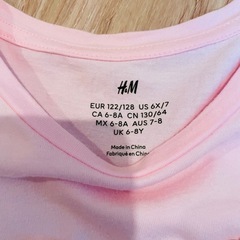 H&M
EUR 122/128 US 6X/7
CA 6-8A CN 130/64
MX 6-8A AUS 7-8
UK 6-8Y
Made in China
Fabriqué en Chine